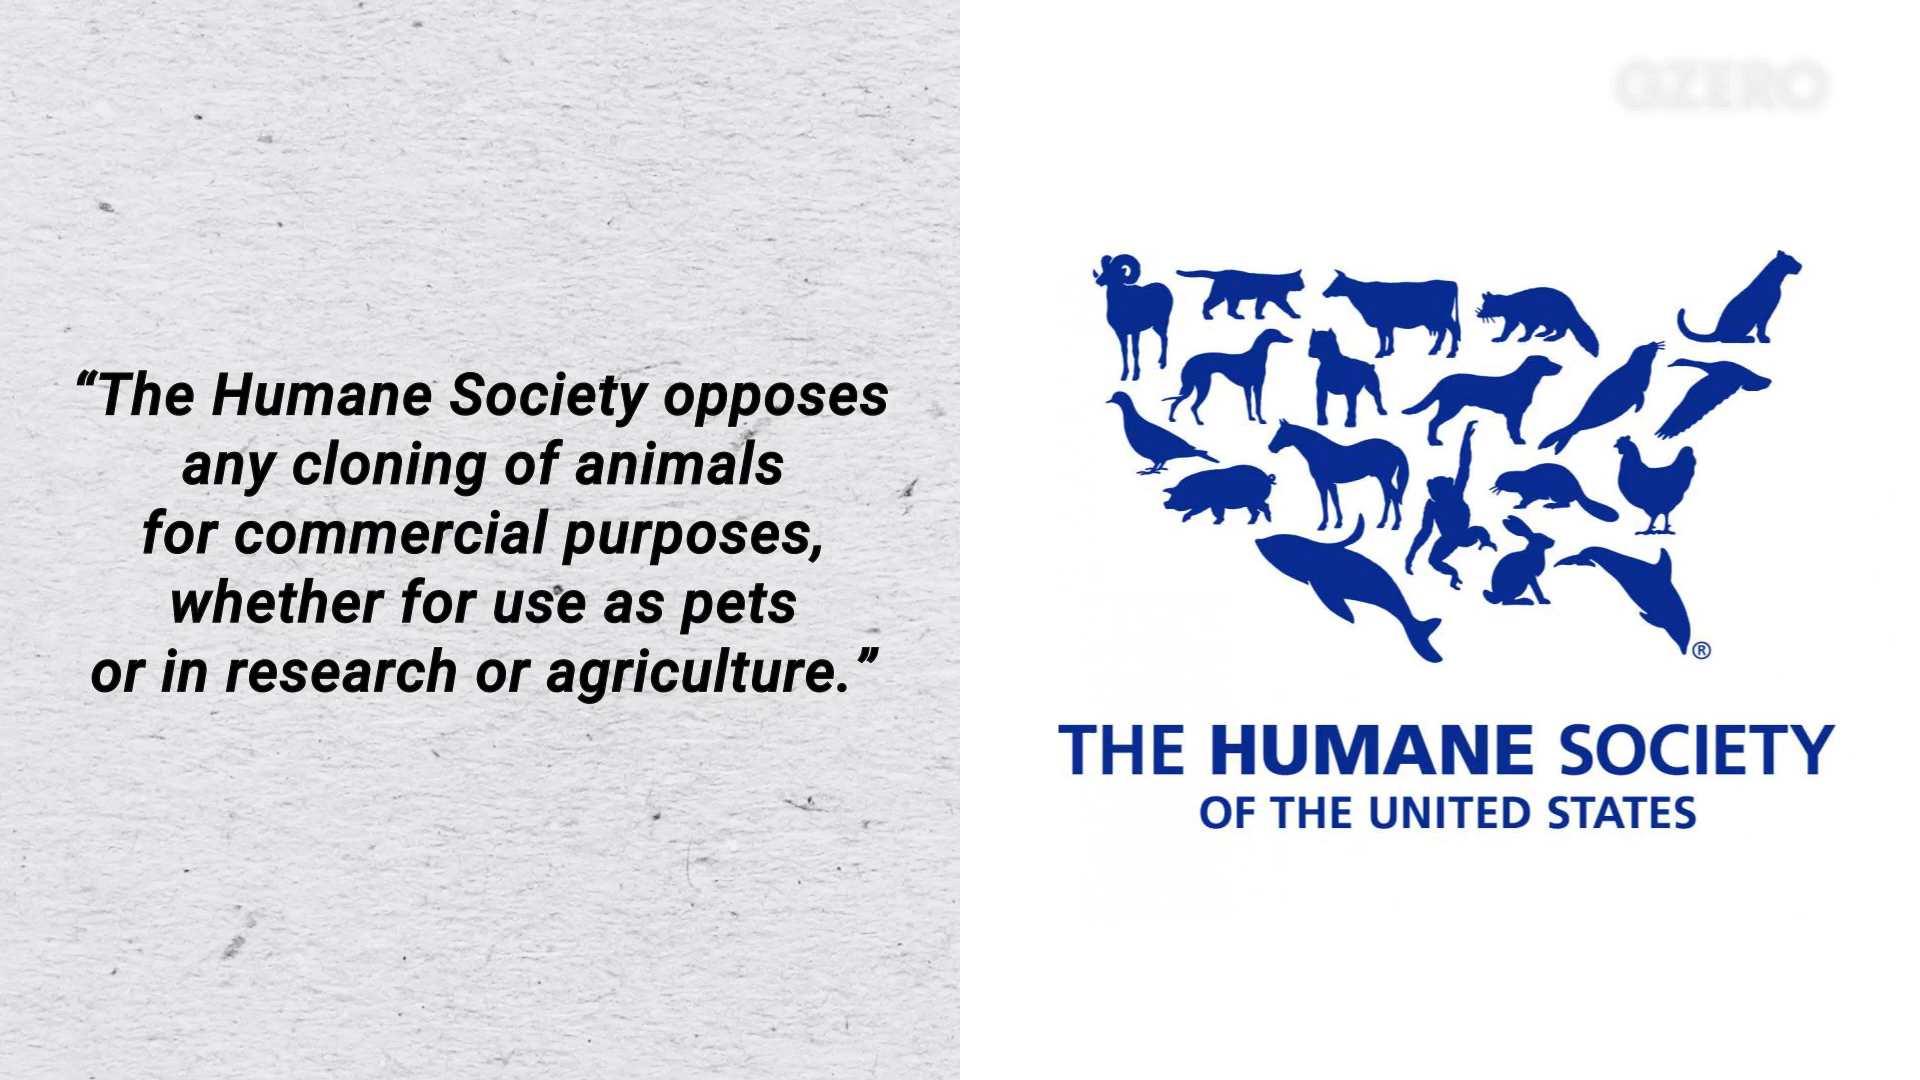 “The Humane Society opposes
any cloning of animals
for commercial purposes,
whether for use as pets
or in research or agriculture.”
GZERO
®
THE HUMANE SOCIETY
OF THE UNITED STATES